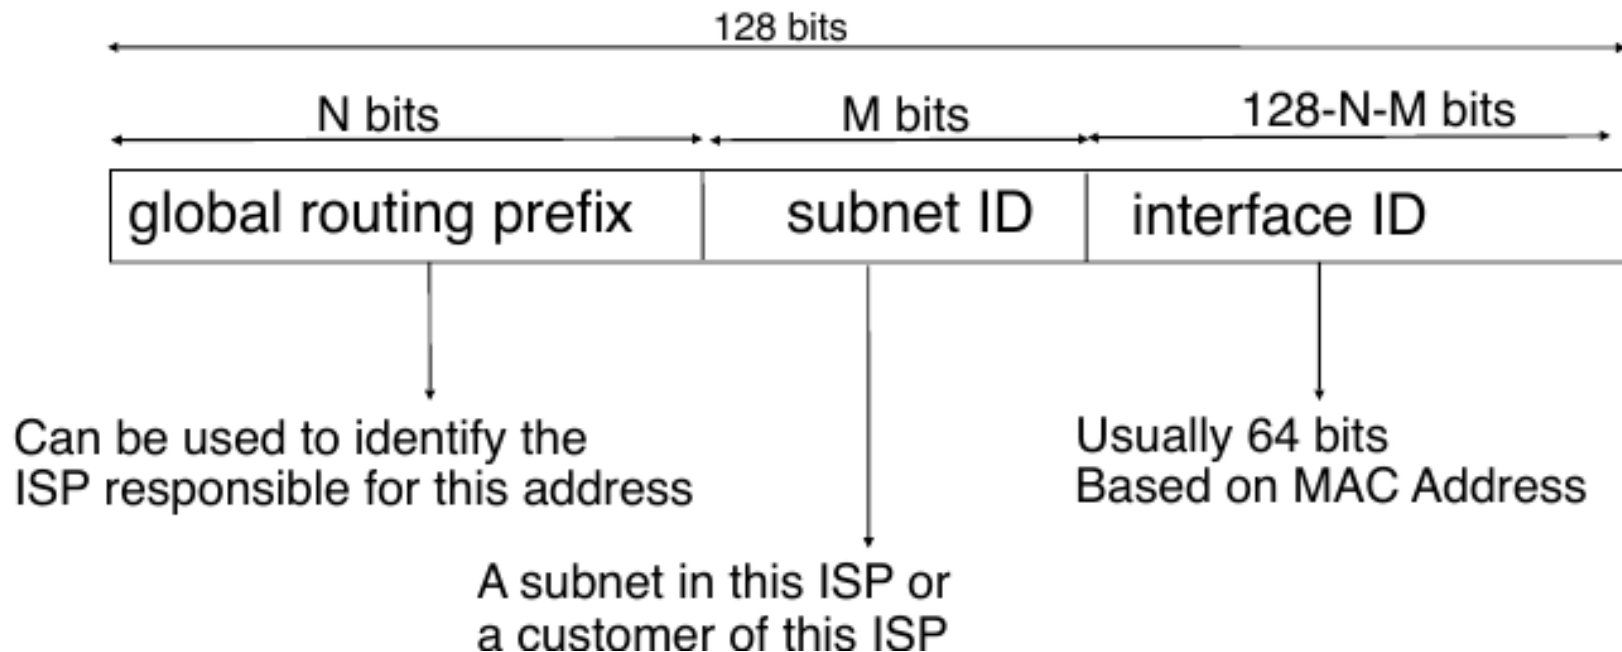 128 bits
N bits
M bits
128-N-M bits
global routing prefix
subnet ID
interface ID
Can be used to identify the
ISP responsible for this address
Usually 64 bits
Based on MAC Address
A subnet in this ISP or
a customer of this ISP